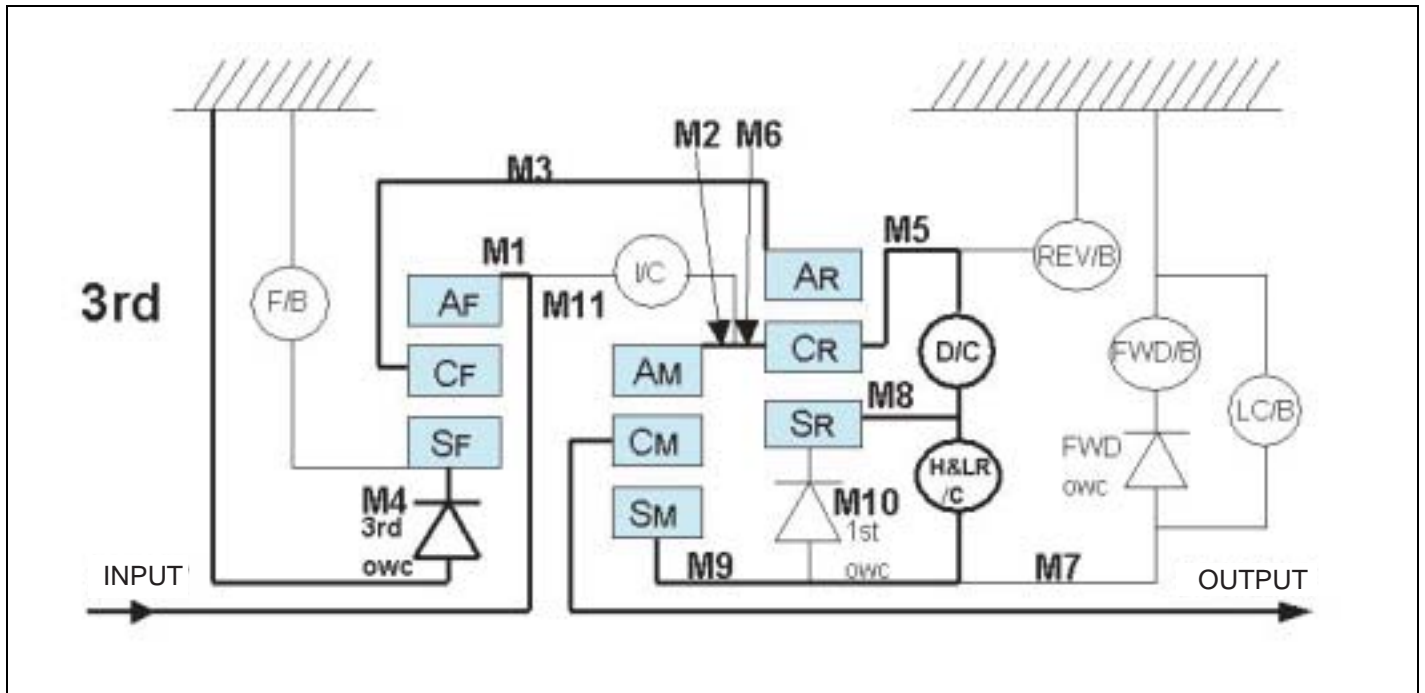 M2 M6
M3
M5
M1
I/C
AR
REV/B
3rd
F/B
AF
M11
CF
AM
CR
D/C
FWD/B
SF
CM
SR
M8
LC/B
M4
3rd
owc
SM
M10
1st
owc
H&LR
/C
FWD
owc
INPUT
M9
M7
OUTPUT